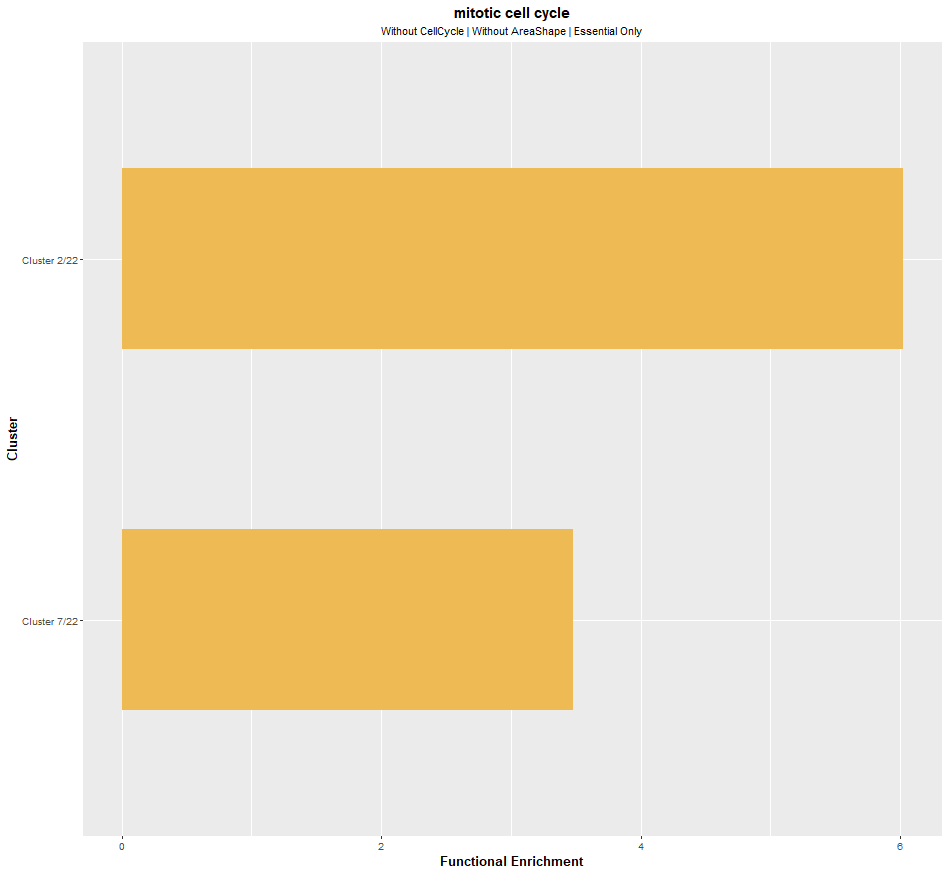 mitotic cell cycle
Without CellCycle | Without AreaShape | Essential Only
Cluster
Cluster 2/22
Cluster 7/22
0 2 4 6
Functional Enrichment